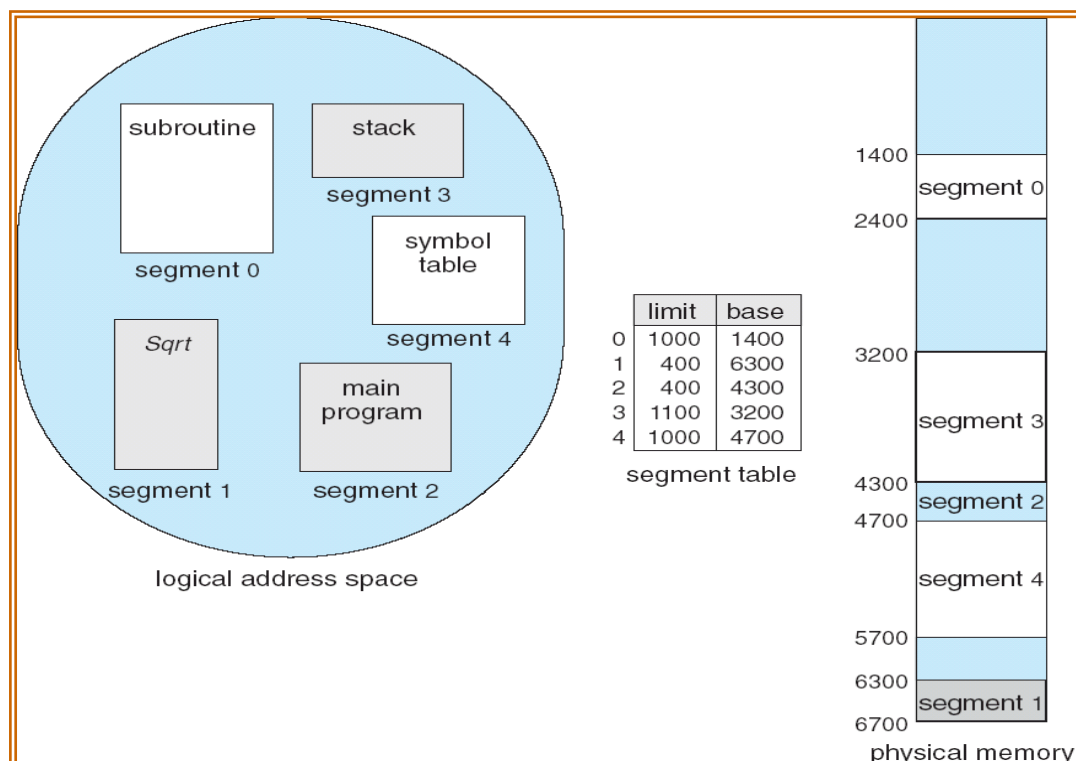 subroutine
segment 0
stack
segment 3
symbol
table
segment 4
Sqrt
segment 1
main
program
segment 2
logical address space
limit base
0 1000 1400
1 400 6300
2 400 4300
3 1100 3200
4 1000 4700
segment table
1400
segment 0
2400
3200
segment 3
4300
segment 2
4700
segment 4
5700
6300
segment 1
6700
physical memory